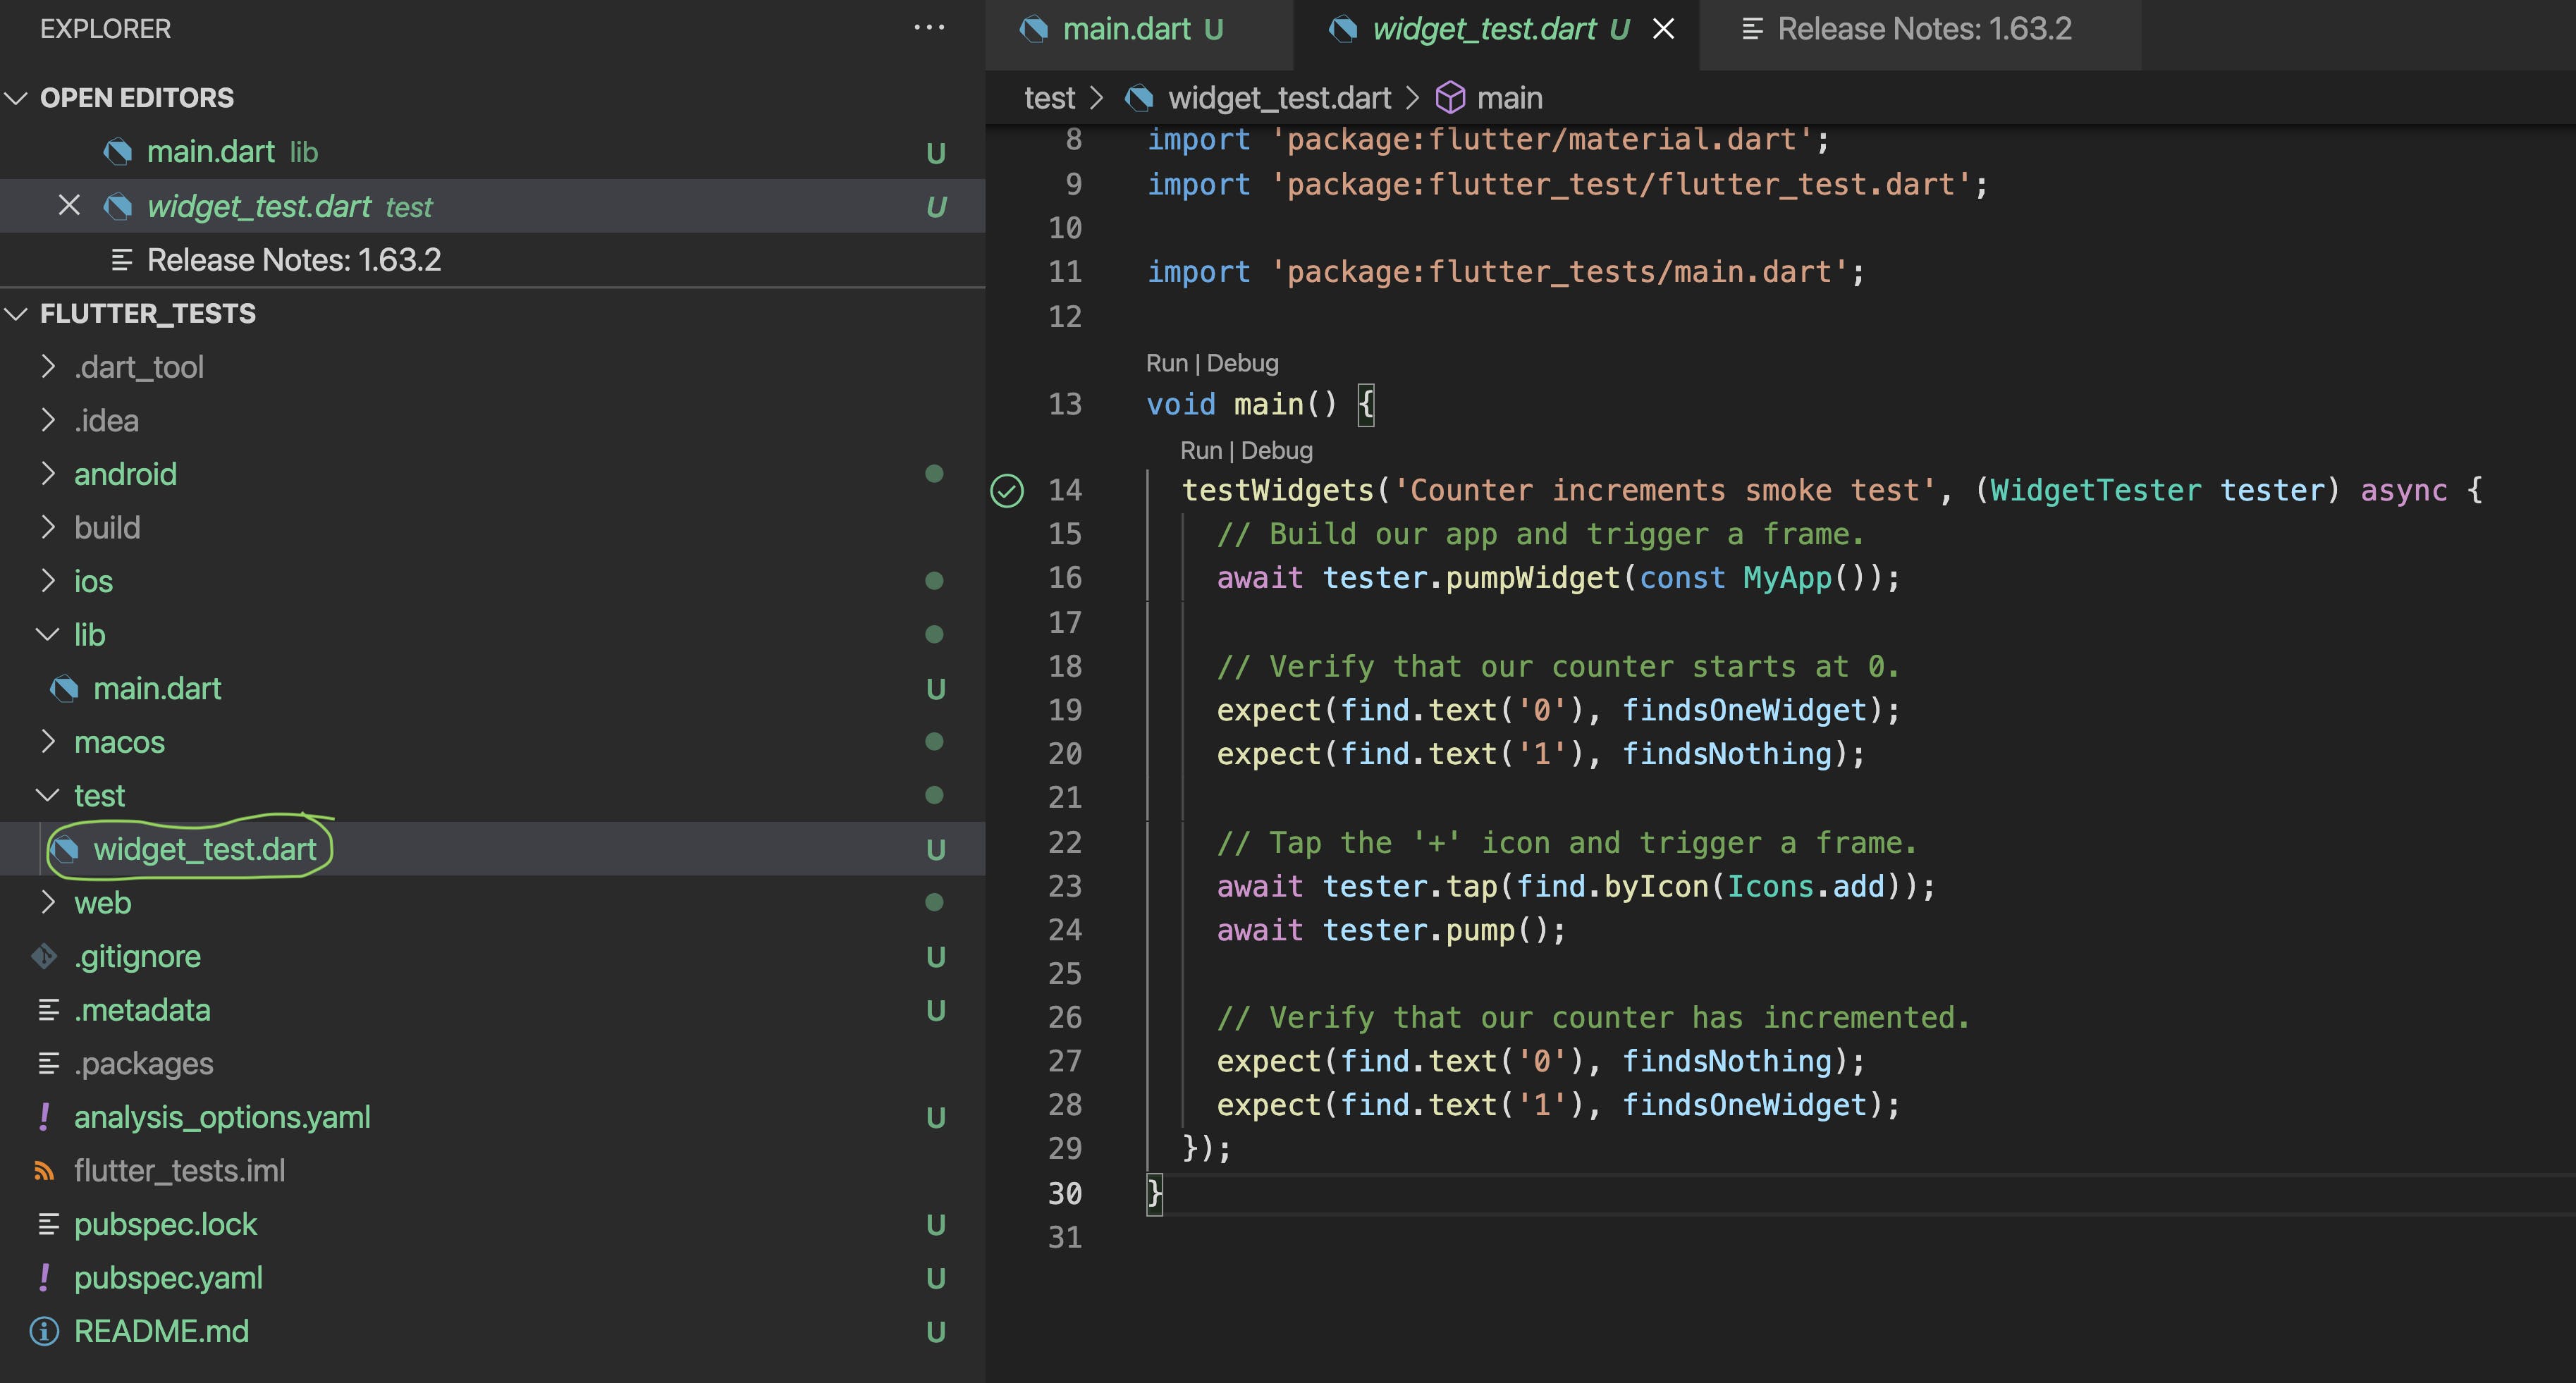 EXPLORER
OPEN EDITORS
main.dart lib U
widget_test.dart test U
Release Notes: 1.63.2
FLUTTER_TESTS
.dart_tool
.idea
android
build
ios
lib
main.dart U
macos
test
widget_test.dart U
web
.gitignore U
.metadata U
.packages
analysis_options.yaml U
flutter_tests.iml
pubspec.lock U
pubspec.yaml U
README.md U
main.dart U widget_test.dart U Release Notes: 1.63.2
test > widget_test.dart > main
8 import 'package:flutter/material.dart';
9 import 'package:flutter_test/flutter_test.dart';
10
11 import 'package:flutter_tests/main.dart';
12
Run | Debug
13 void main() {
Run | Debug
14 testWidgets('Counter increments smoke test', (WidgetTester tester) async {
15 // Build our app and trigger a frame.
16 await tester.pumpWidget(const MyApp());
17
18 // Verify that our counter starts at 0.
19 expect(find.text('0'), findsOneWidget);
20 expect(find.text('1'), findsNothing);
21
22 // Tap the '+' icon and trigger a frame.
23 await tester.tap(find.byIcon(Icons.add));
24 await tester.pump();
25
26 // Verify that our counter has incremented.
27 expect(find.text('0'), findsNothing);
28 expect(find.text('1'), findsOneWidget);
29 });
30 }
31